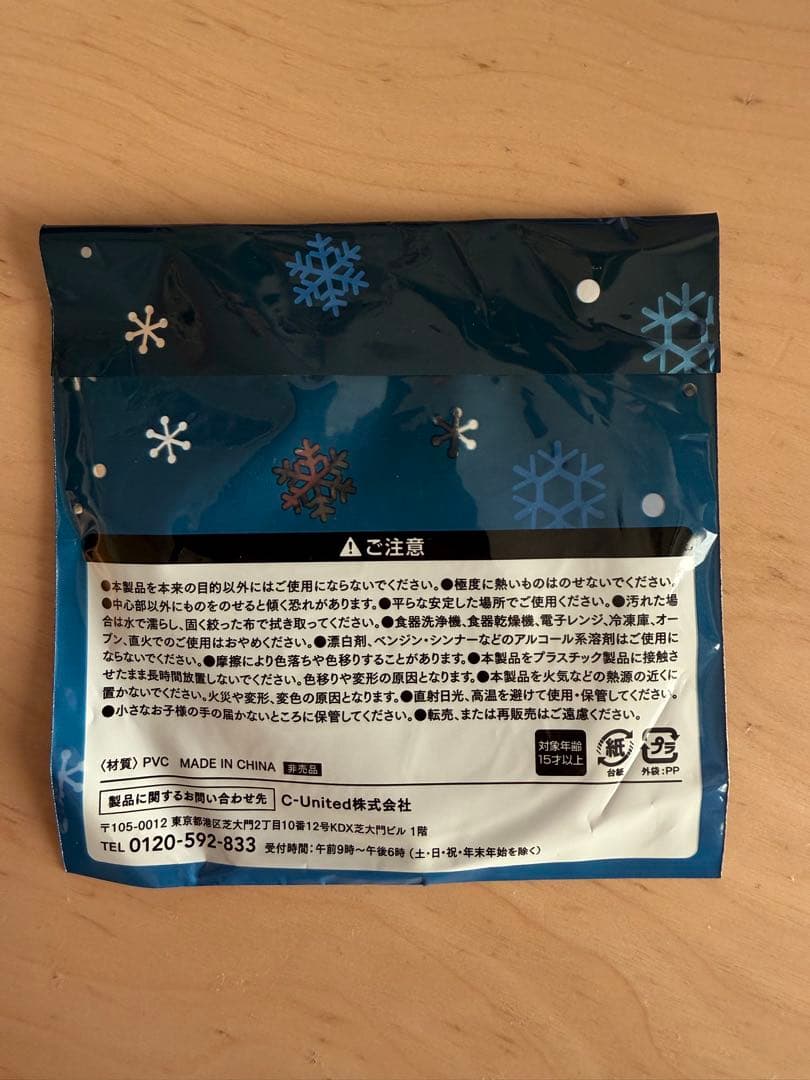 ご注意
●本製品を本来の目的以外にはご使用にならないでください。●極度に熱いものはのせないでください。
●中心部以外にものをのせると傾く恐れがあります。●平らな安定した場所でご使用ください。●汚れた場
合は水で濡らし、固く絞った布で拭き取ってください。●食器洗浄機、食器乾燥機、電子レンジ、冷凍庫、オー
ブン、直火でのご使用はおやめください。●漂白剤、ベンジン・シンナーなどのアルコール系溶剤はご使用に
ならないでください。●摩擦により色落ちや色移りすることがあります。●本製品をプラスチック製品に接触さ
せたまま長時間放置しないでください。色移りや変形の原因となります。●本製品を火気などの熱源の近くに
置かないでください。火災や変形、変色の原因となります。●直射日光、高温を避けて使用・保管してください。
●小さなお子様の手の届かないところに保管してください。●転売、または再販売はご遠慮ください。
対象年齢
15才以上
紙
台紙
プラ
外袋:PP
〈材質〉PVC MADE IN CHINA 非売品
製品に関するお問い合わせ先 C-United株式会社
〒105-0012 東京都港区芝大門2丁目10番12号KDX芝大門ビル 1階
TEL 0120-592-833 受付時間:午前9時～午後6時(土・日・祝・年末年始を除く)